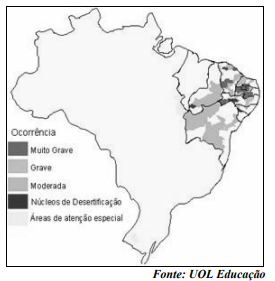 Ocorrência
Muito Grave
Grave
Moderada
Núcleos de Desertificação
Áreas de atenção especial
Fonte: UOL Educação